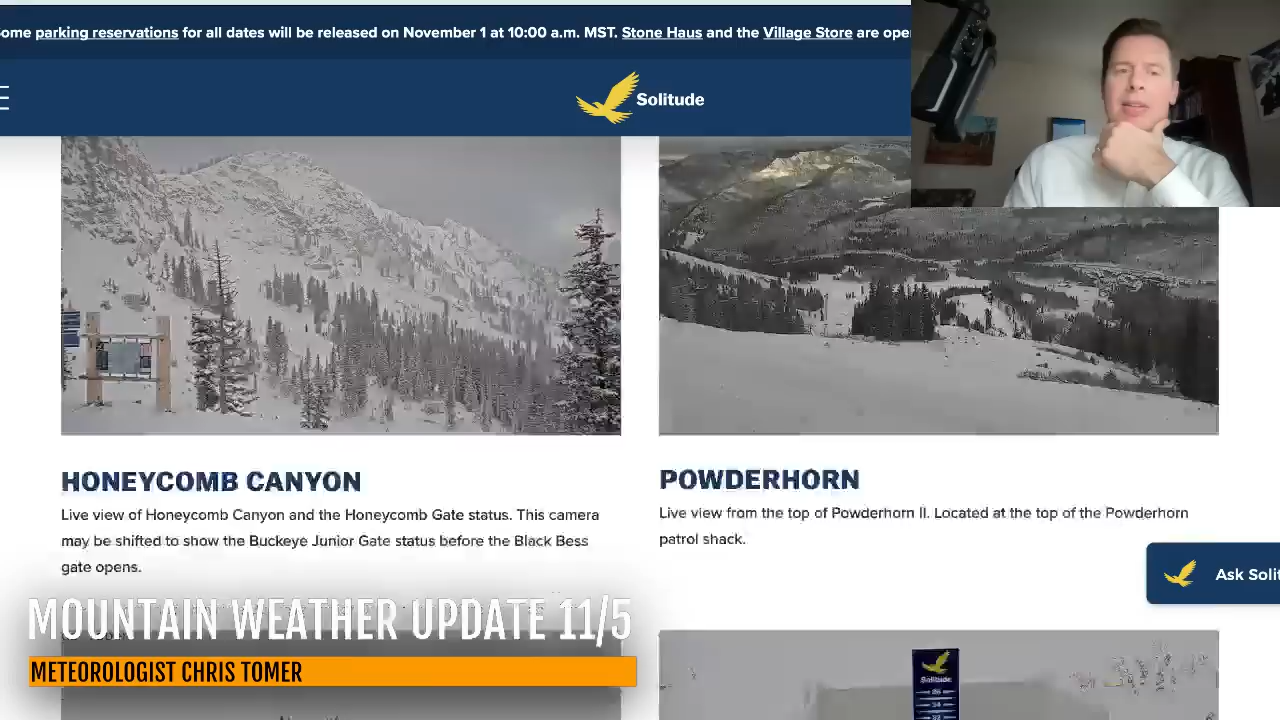 ome parking reservations for all dates will be released on November 1 at 10:00 a.m. MST. Stone Haus and the Village Store are ope
Solitude
HONEYCOMB CANYON
Live view of Honeycomb Canyon and the Honeycomb Gate status. This camera
may be shifted to show the Buckeye Junior Gate status before the Black Bess
gate opens.
POWDERHORN
Live view from the top of Powderhorn II. Located at the top of the Powderhorn
patrol shack.
Ask Solit
MOUNTAIN WEATHER UPDATE 11/5
METEOROLOGIST CHRIS TOMER
Solitude
36
34
32